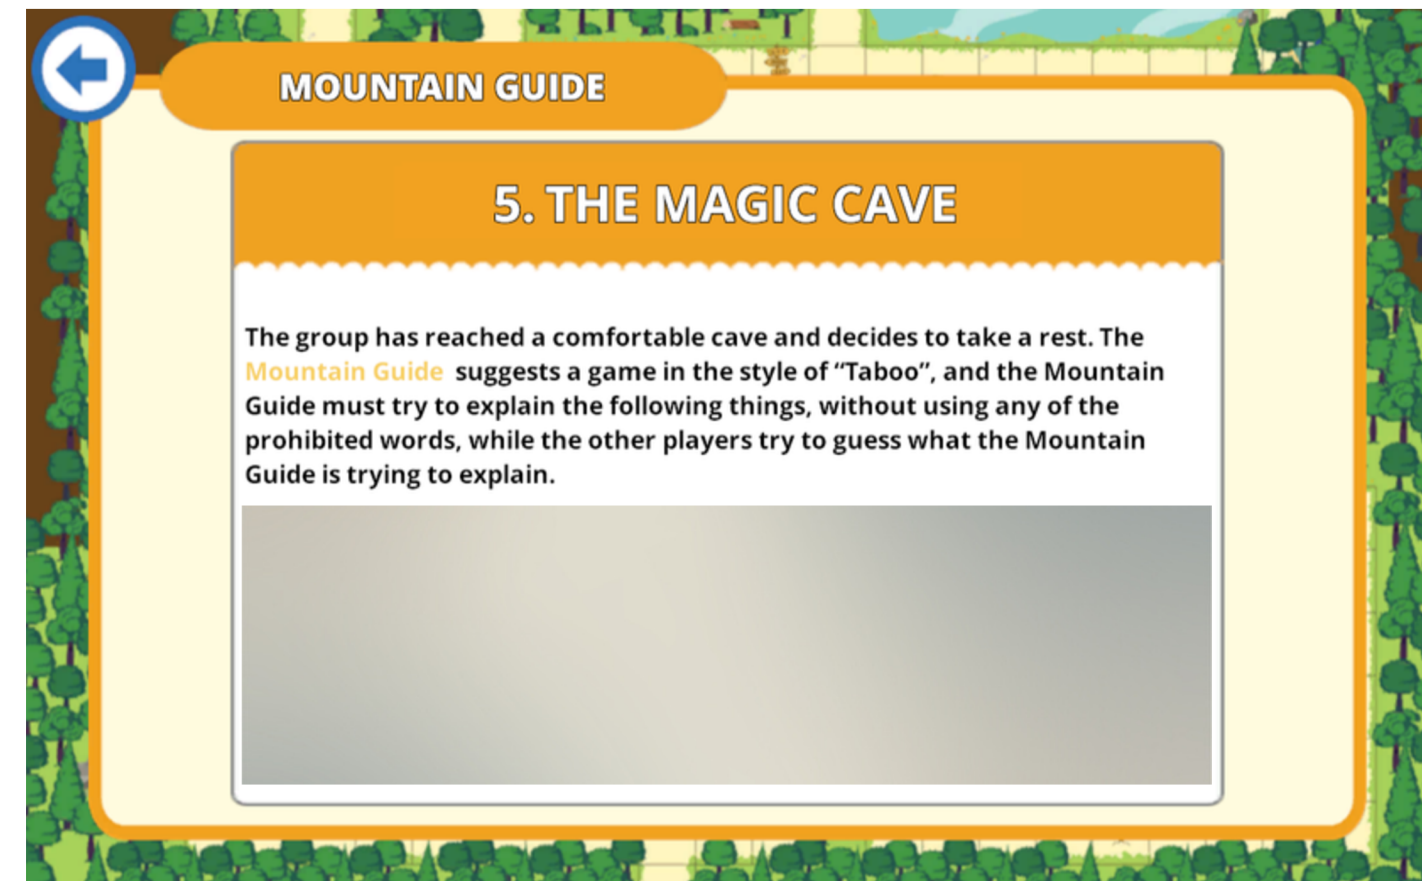 MOUNTAIN GUIDE
5. THE MAGIC CAVE
The group has reached a comfortable cave and decides to take a rest. The
Mountain Guide suggests a game in the style of “Taboo”, and the Mountain
Guide must try to explain the following things, without using any of the
prohibited words, while the other players try to guess what the Mountain
Guide is trying to explain.